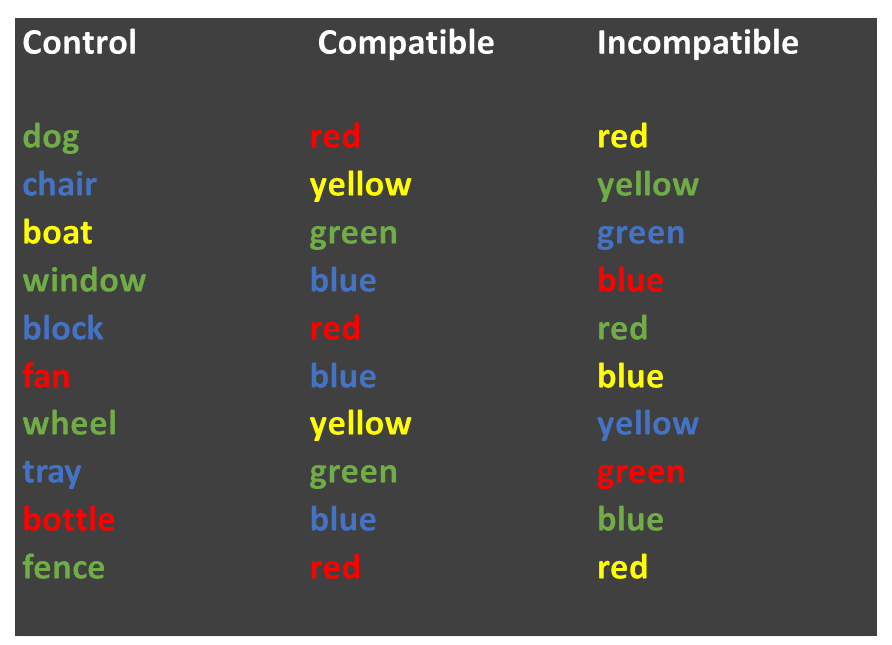 Control Compatible Incompatible
dog red red
chair yellow yellow
boat green green
window blue blue
block red red
fan blue blue
wheel yellow yellow
tray green green
bottle blue blue
fence red red